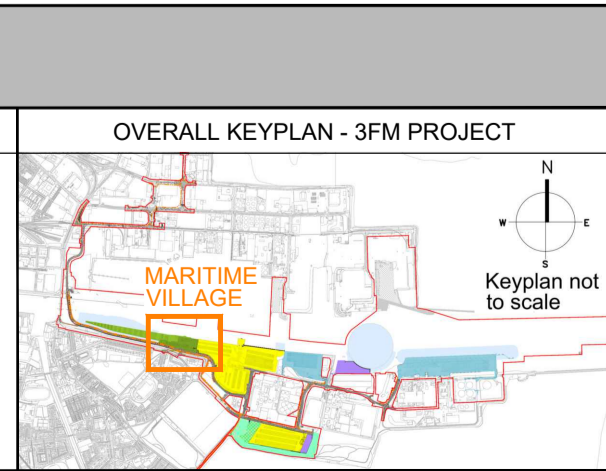 OVERALL KEYPLAN - 3FM PROJECT
N
W
E
S
Keyplan not
to scale
MARITIME
VILLAGE